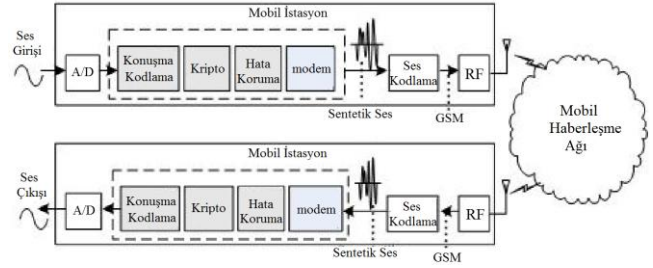 Mobil İstasyon
Ses
Girişi
A/D
Konuşma
Kodlama
Kripto
Hata
Koruma
modem
Sentetik Ses
Ses
Kodlama
GSM
RF
Mobil
Haberleşme
Ağı
Mobil İstasyon
Ses
Çıkışı
A/D
Konuşma
Kodlama
Kripto
Hata
Koruma
modem
Sentetik Ses
Ses
Kodlama
GSM
RF